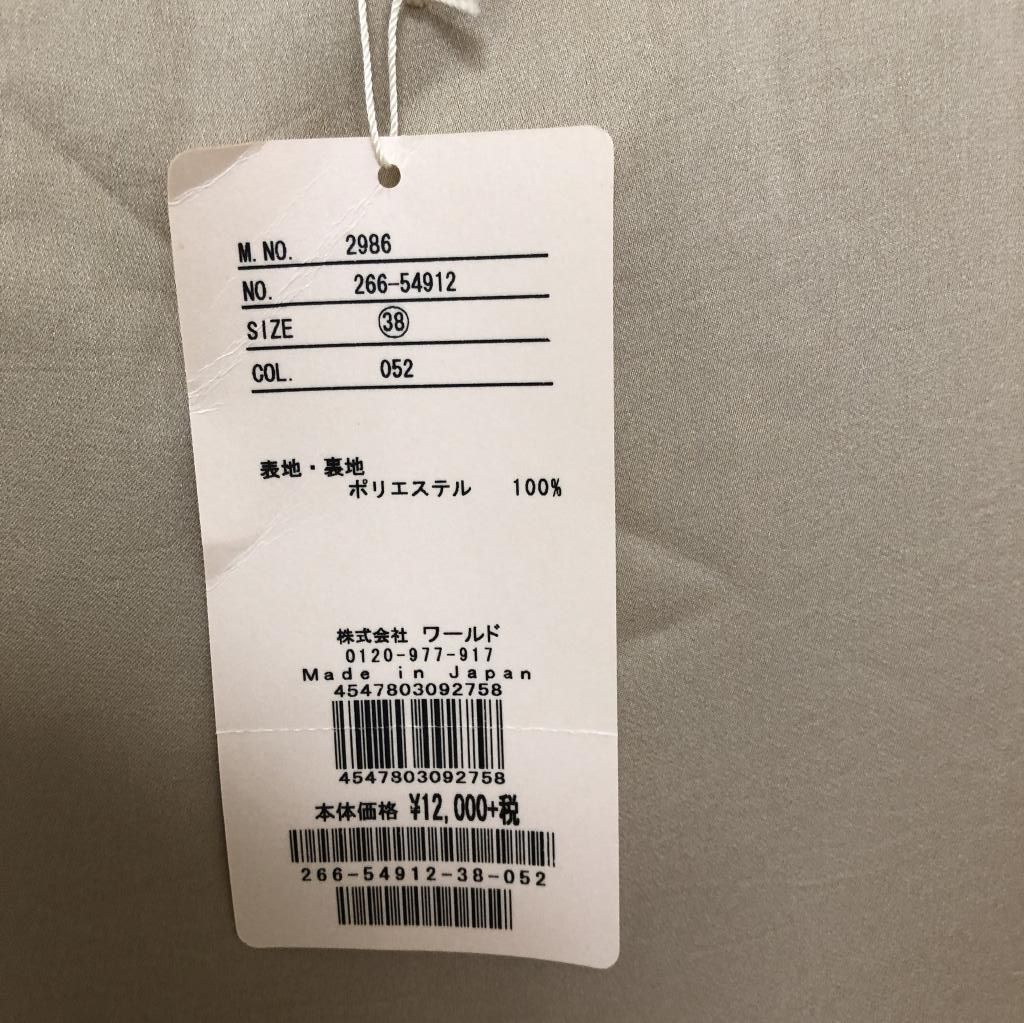 M. NO. 2986
NO. 266-54912
SIZE ㊳
COL. 052
表地・裏地
ポリエステル 100%
株式会社 ワールド
0120-977-917
Made in Japan
4547803092758
4547803092758
本体価格 ¥12,000+税
266-54912-38-052